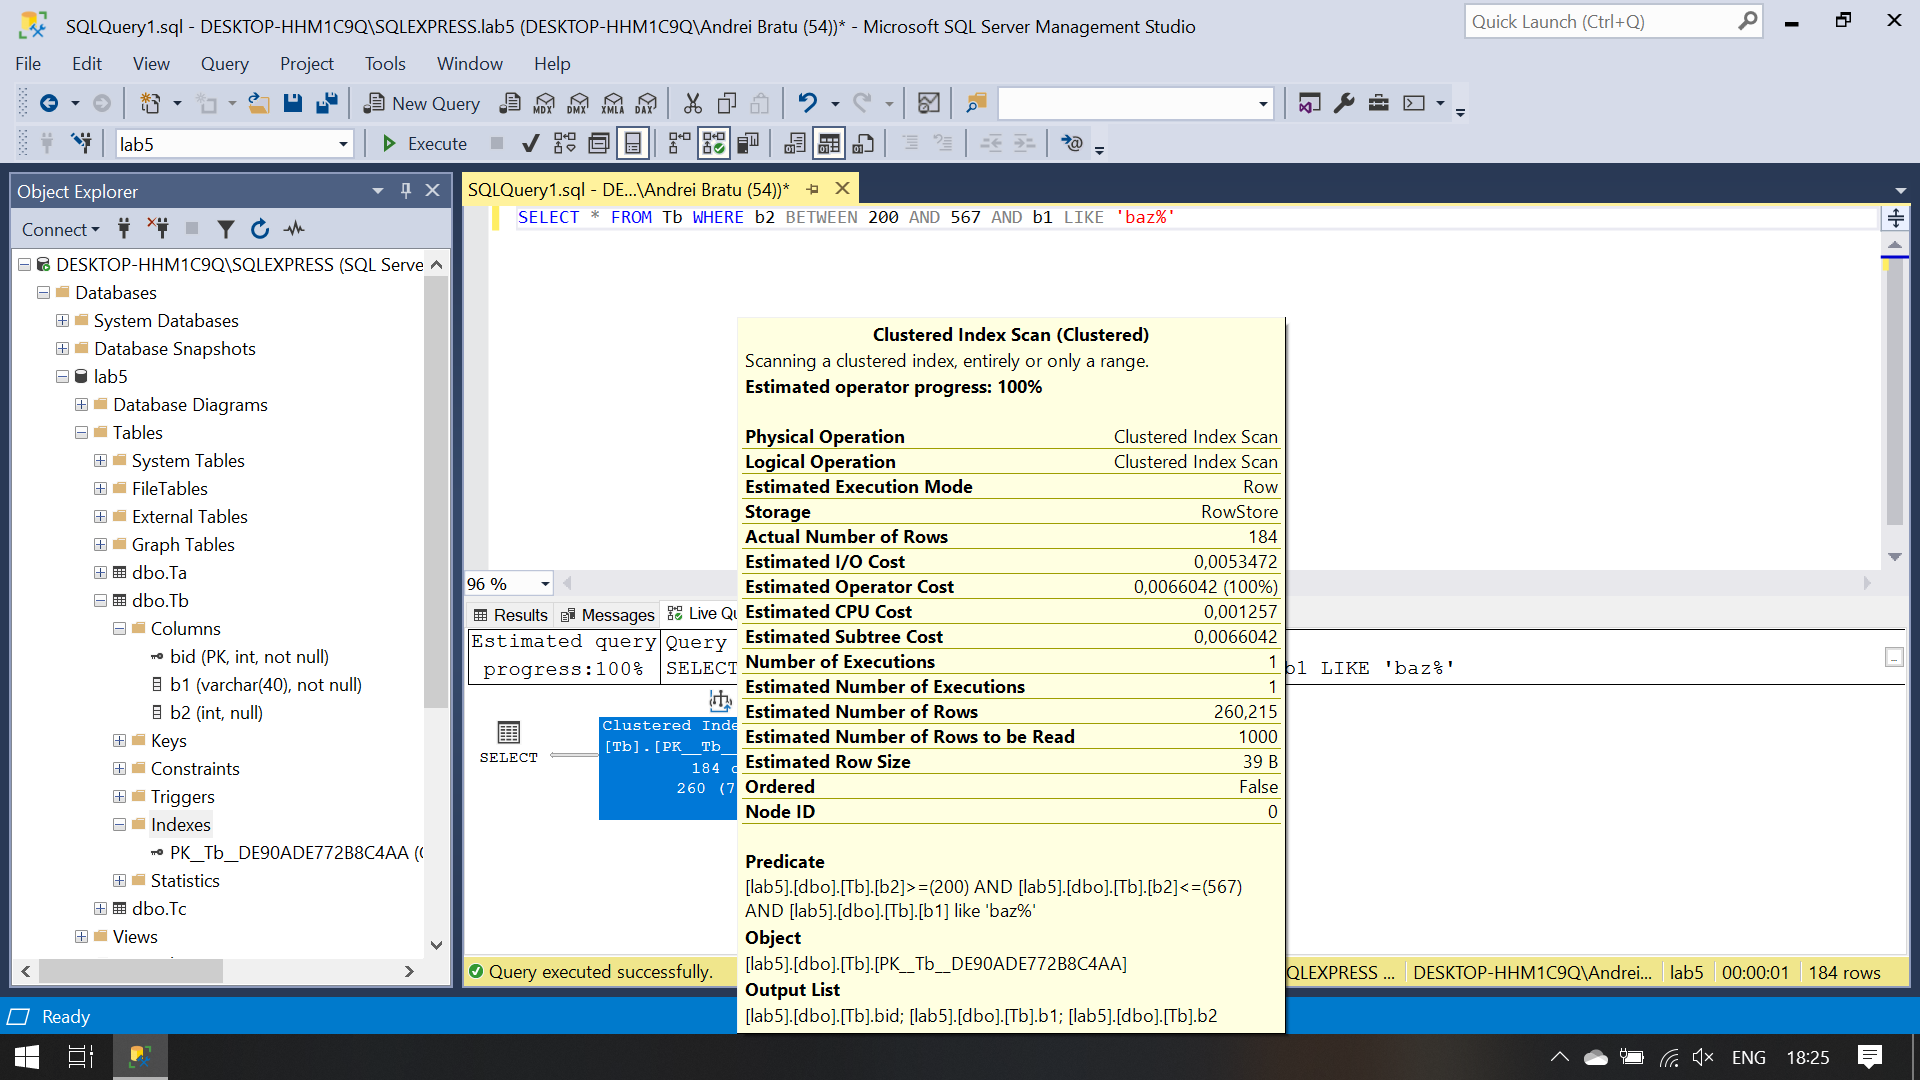 SQLQuery1.sql - DESKTOP-HHM1C9Q\SQLEXPRESS.lab5 (DESKTOP-HHM1C9Q\Andrei Bratu (54))* - Microsoft SQL Server Management Studio
Quick Launch (Ctrl+Q)
File Edit View Query Project Tools Window Help
New Query MDX DMX XMLA DAX
lab5 Execute
Object Explorer
SQLQuery1.sql - DE...\Andrei Bratu (54))*
Connect
SELECT * FROM Tb WHERE b2 BETWEEN 200 AND 567 AND b1 LIKE 'baz%'
DESKTOP-HHM1C9Q\SQLEXPRESS (SQL Serve
Databases
System Databases
Database Snapshots
lab5
Database Diagrams
Tables
System Tables
FileTables
External Tables
Graph Tables
dbo.Ta
dbo.Tb
Columns
bid (PK, int, not null)
b1 (varchar(40), not null)
b2 (int, null)
Keys
Constraints
Triggers
Indexes
PK__Tb__DE90ADE772B8C4AA (
Statistics
dbo.Tc
Views
96 %
Results Messages Live Qu
Estimated query
progress:100%
Query
SELECT
b1 LIKE 'baz%'
SELECT
Clustered Inde
[Tb].[PK__Tb_
184 o
260 (7
Clustered Index Scan (Clustered)
Scanning a clustered index, entirely or only a range.
Estimated operator progress: 100%
Physical Operation Clustered Index Scan
Logical Operation Clustered Index Scan
Estimated Execution Mode Row
Storage RowStore
Actual Number of Rows 184
Estimated I/O Cost 0,0053472
Estimated Operator Cost 0,0066042 (100%)
Estimated CPU Cost 0,001257
Estimated Subtree Cost 0,0066042
Number of Executions 1
Estimated Number of Executions 1
Estimated Number of Rows 260,215
Estimated Number of Rows to be Read 1000
Estimated Row Size 39 B
Ordered False
Node ID 0
Predicate
[lab5].[dbo].[Tb].[b2]>=(200) AND [lab5].[dbo].[Tb].[b2]<=(567)
AND [lab5].[dbo].[Tb].[b1] like 'baz%'
Object
[lab5].[dbo].[Tb].[PK__Tb__DE90ADE772B8C4AA]
Output List
[lab5].[dbo].[Tb].bid; [lab5].[dbo].[Tb].b1; [lab5].[dbo].[Tb].b2
Query executed successfully.
QLEXPRESS ... DESKTOP-HHM1C9Q\Andrei... lab5 00:00:01 184 rows
Ready
ENG 18:25